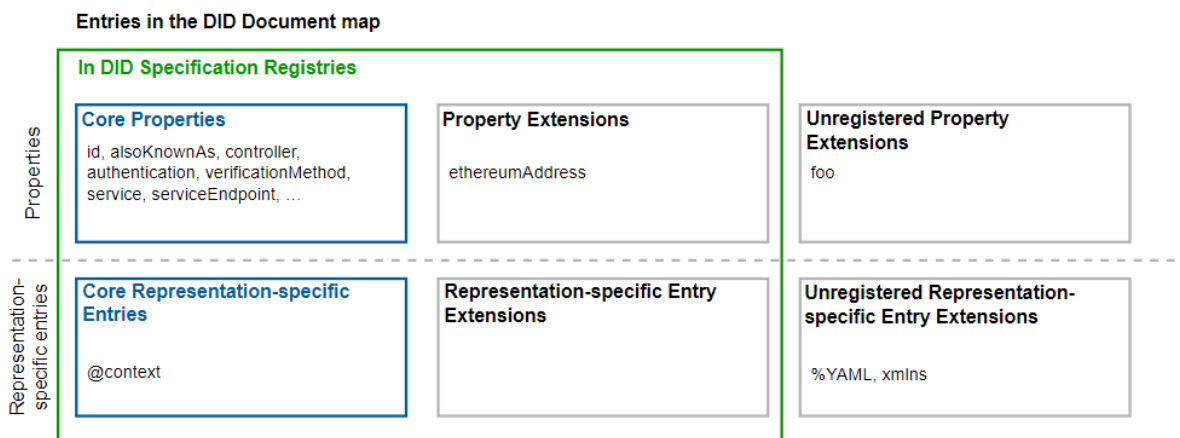 Entries in the DID Document map
In DID Specification Registries
Properties
Core Properties
id, alsoKnownAs, controller,
authentication, verificationMethod,
service, serviceEndpoint, …
Property Extensions
ethereumAddress
Unregistered Property
Extensions
foo
Representation-
specific entries
Core Representation-specific
Entries
@context
Representation-specific Entry
Extensions
Unregistered Representation-
specific Entry Extensions
%YAML, xmlns